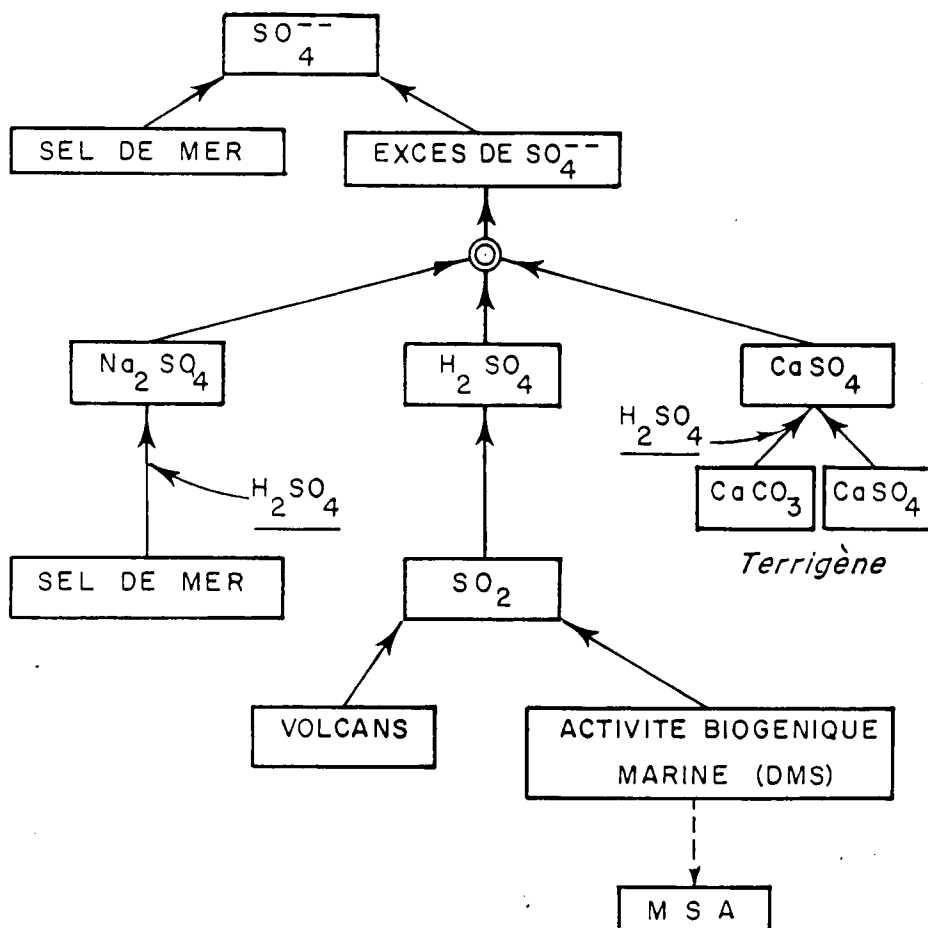 SO₄⁻⁻
SEL DE MER
EXCES DE SO₄⁻⁻
Na₂SO₄
H₂SO₄
CaSO₄
H₂SO₄
CaCO₃
CaSO₄
H₂SO₄
Terrigène
SEL DE MER
SO₂
VOLCANS
ACTIVITE BIOGENIQUE
MARINE (DMS)
MSA